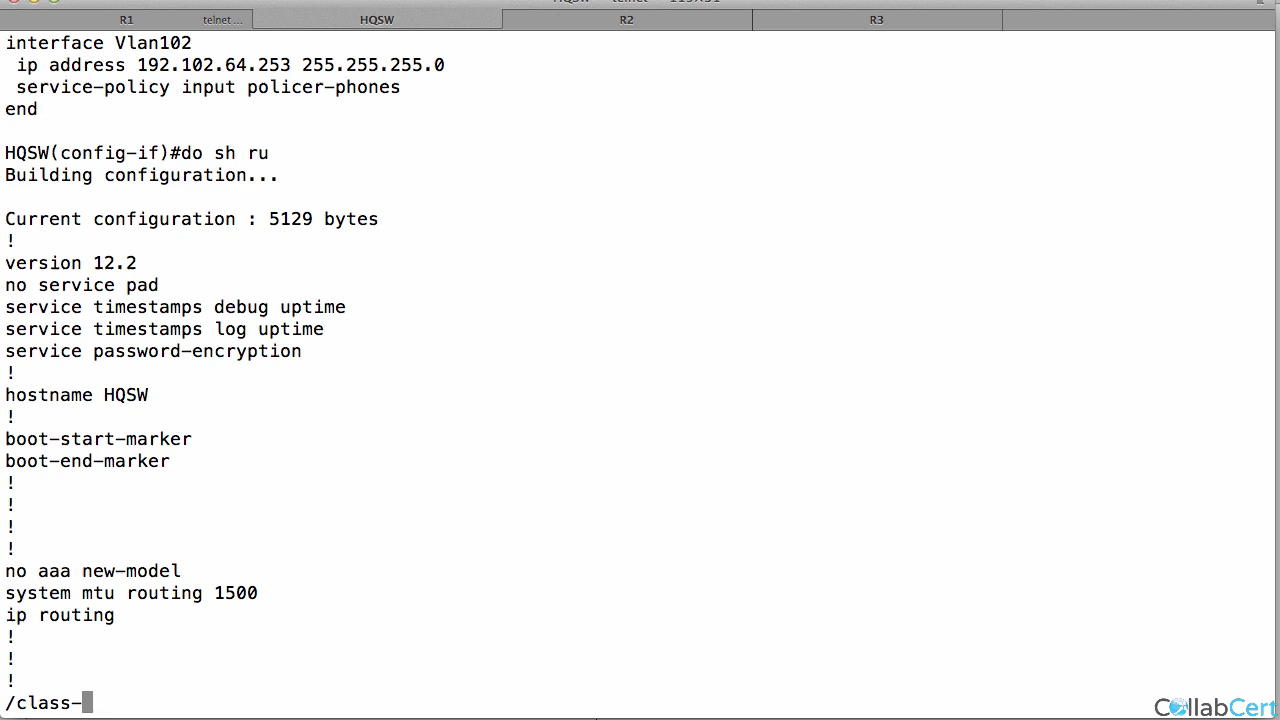 R1 telnet ... HQSW R2 R3
interface Vlan102
 ip address 192.102.64.253 255.255.255.0
 service-policy input policer-phones
end
HQSW(config-if)#do sh ru
Building configuration...
Current configuration : 5129 bytes
!
version 12.2
no service pad
service timestamps debug uptime
service timestamps log uptime
service password-encryption
!
hostname HQSW
!
boot-start-marker
boot-end-marker
!
!
!
!
no aaa new-model
system mtu routing 1500
ip routing
!
!
!
/class-
CollabCert